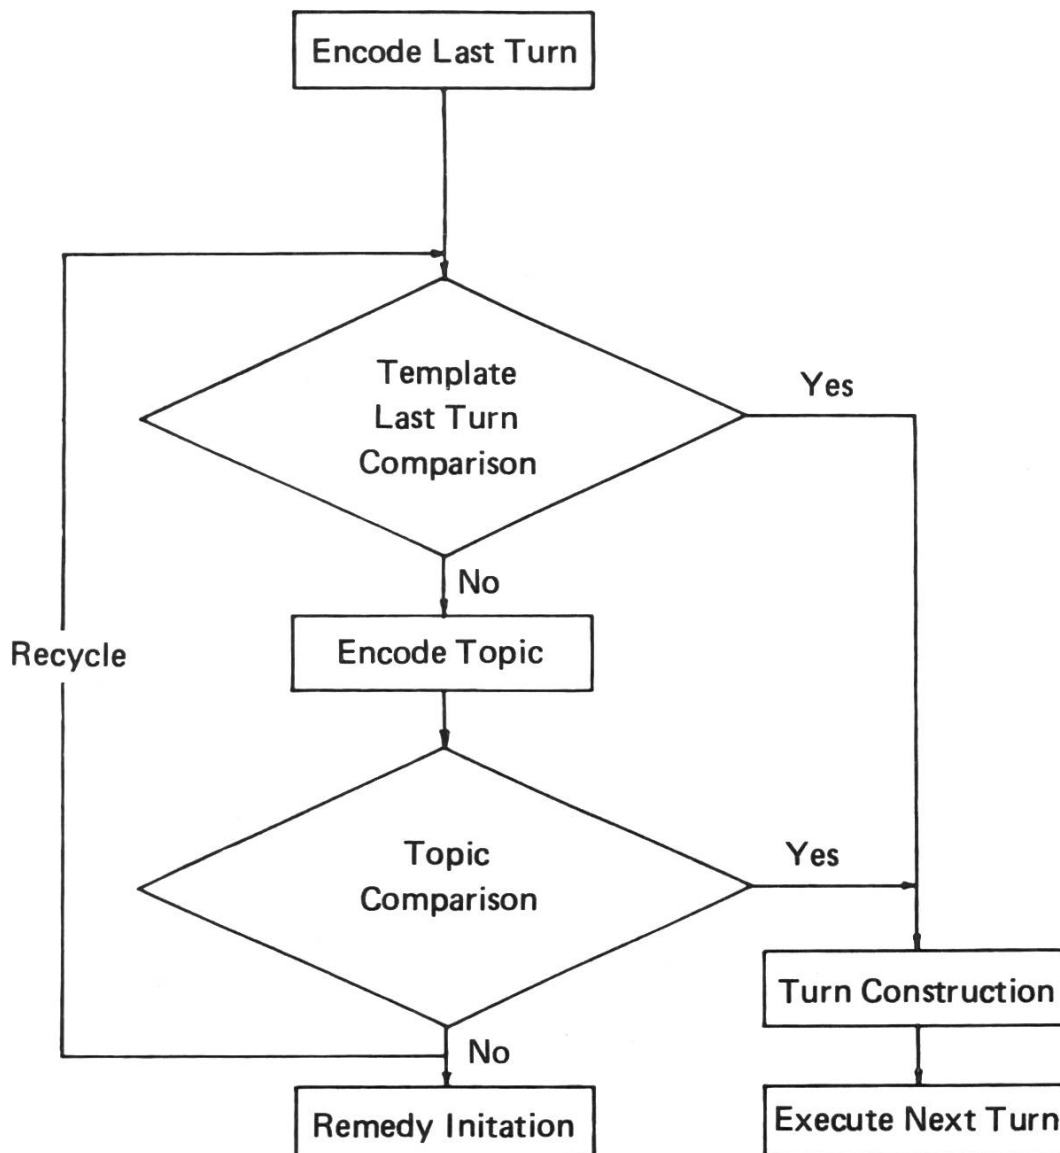 Encode Last Turn
Template
Last Turn
Comparison
Yes
No
Encode Topic
Recycle
Topic
Comparison
Yes
Turn Construction
No
Remedy Initation
Execute Next Turn